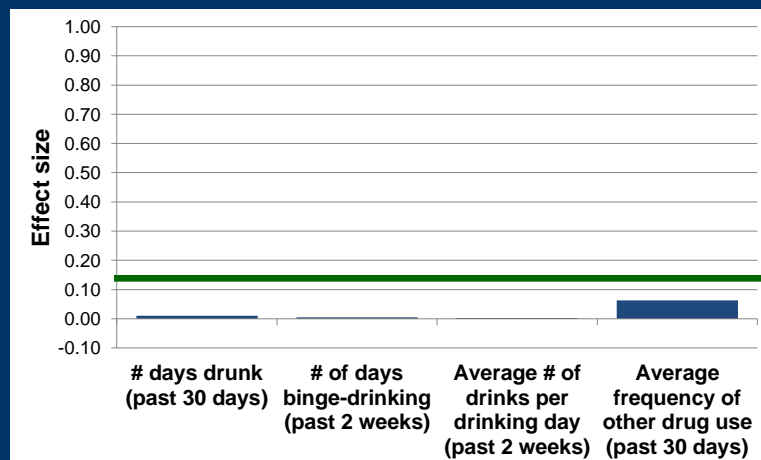 1.00
0.90
0.80
0.70
0.60
0.50
0.40
0.30
0.20
0.10
0.00
-0.10
Effect size
# days drunk
(past 30 days)
# of days
binge-drinking
(past 2 weeks)
Average # of
drinks per
drinking day
(past 2 weeks)
Average
frequency of
other drug use
(past 30 days)